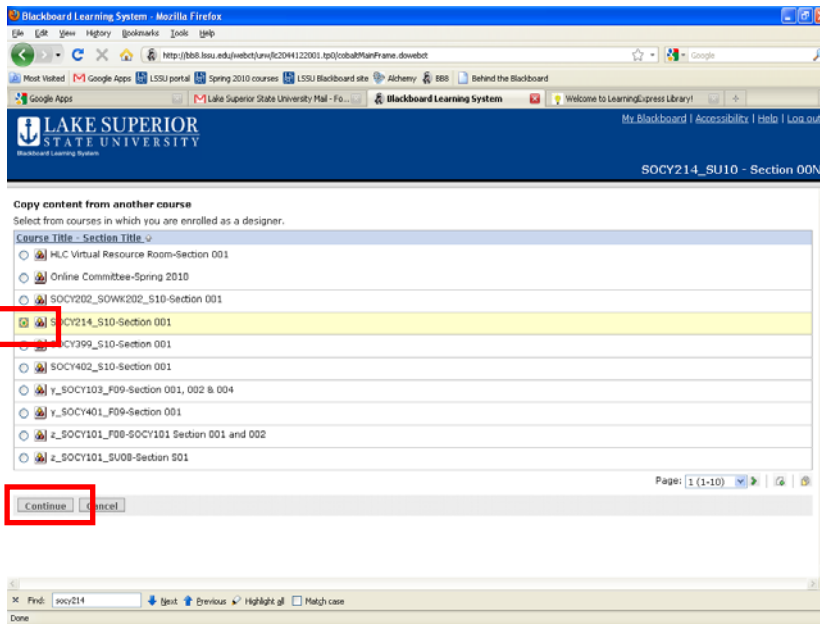 Blackboard Learning System - Mozilla Firefox
File Edit View History Bookmarks Tools Help
http://bb8.lssu.edu/webct/urw/lc2044122001.tp0/cobaltMainFrame.dowebct
Google
Most Visited Google Apps LSSU portal Spring 2010 courses LSSU Blackboard site Alchemy BB8 Behind the Blackboard
Google Apps Lake Superior State University Mail - Fo... Blackboard Learning System Welcome to LearningExpress Library!
My Blackboard | Accessibility | Help | Log out
LAKE SUPERIOR
STATE UNIVERSITY
Blackboard Learning System
SOCY214_SU10 - Section 00N
Copy content from another course
Select from courses in which you are enrolled as a designer.
Course Title - Section Title
HLC Virtual Resource Room-Section 001
Online Committee-Spring 2010
SOCY202_SOWK202_S10-Section 001
SOCY214_S10-Section 001
SOCY399_S10-Section 001
SOCY402_S10-Section 001
y_SOCY103_F09-Section 001, 002 & 004
y_SOCY401_F09-Section 001
z_SOCY101_F08-SOCY101 Section 001 and 002
z_SOCY101_SU08-Section S01
Page: 1 (1-10)
Continue Cancel
Find: socy214 Next Previous Highlight all Match case
Done